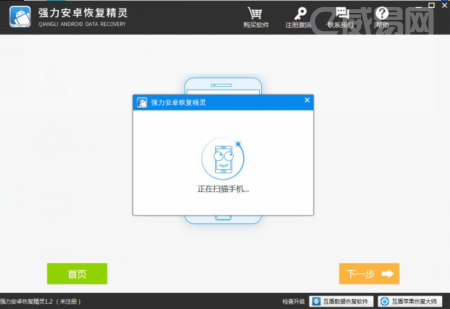 强力安卓恢复精灵
QIANGLI ANDROID DATA RECOVERY
购买软件
注册激活
联系我们
帮助
威易网
强力安卓恢复精灵
正在扫描手机...
首页
下一步
强力安卓恢复精灵1.2 （未注册）
检查升级
互盾数据恢复软件
互盾苹果恢复大师